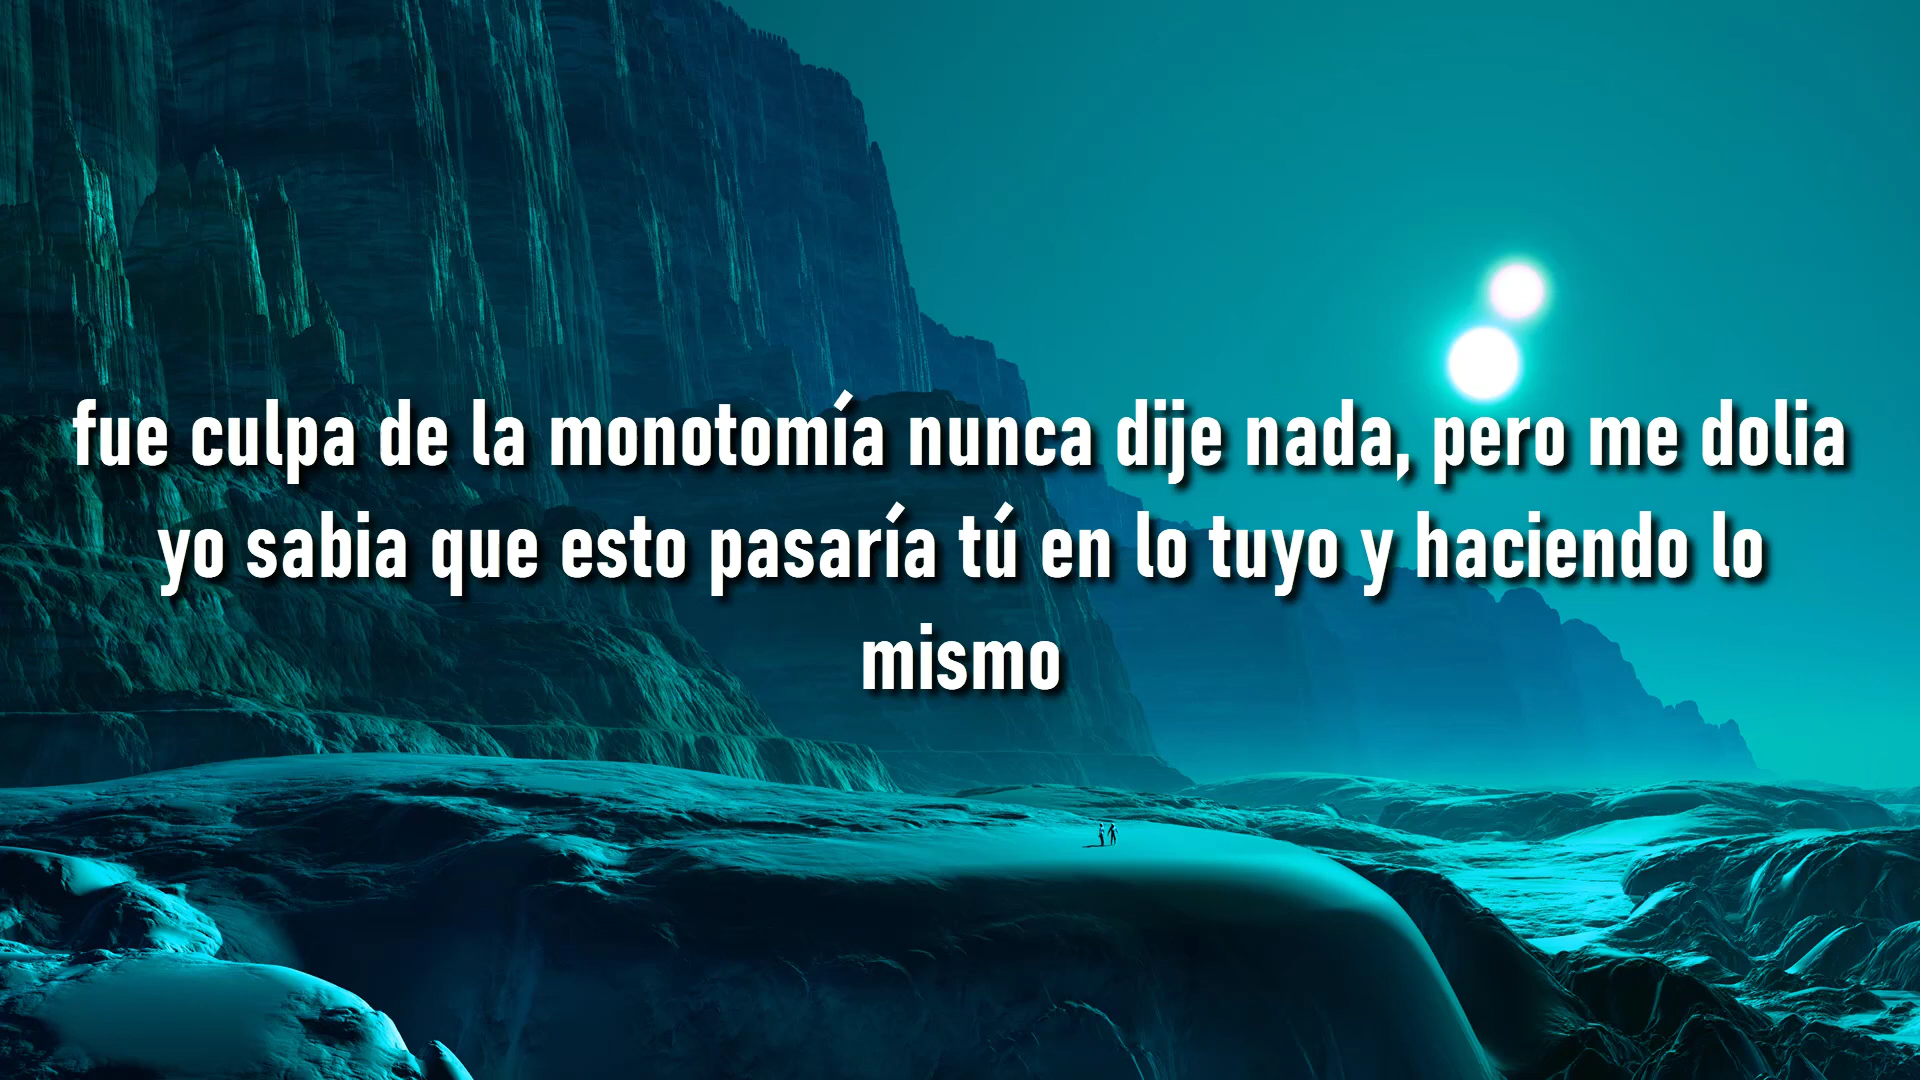 fue culpa de la monotomía nunca dije nada, pero me dolia
yo sabia que esto pasaría tú en lo tuyo y haciendo lo
mismo